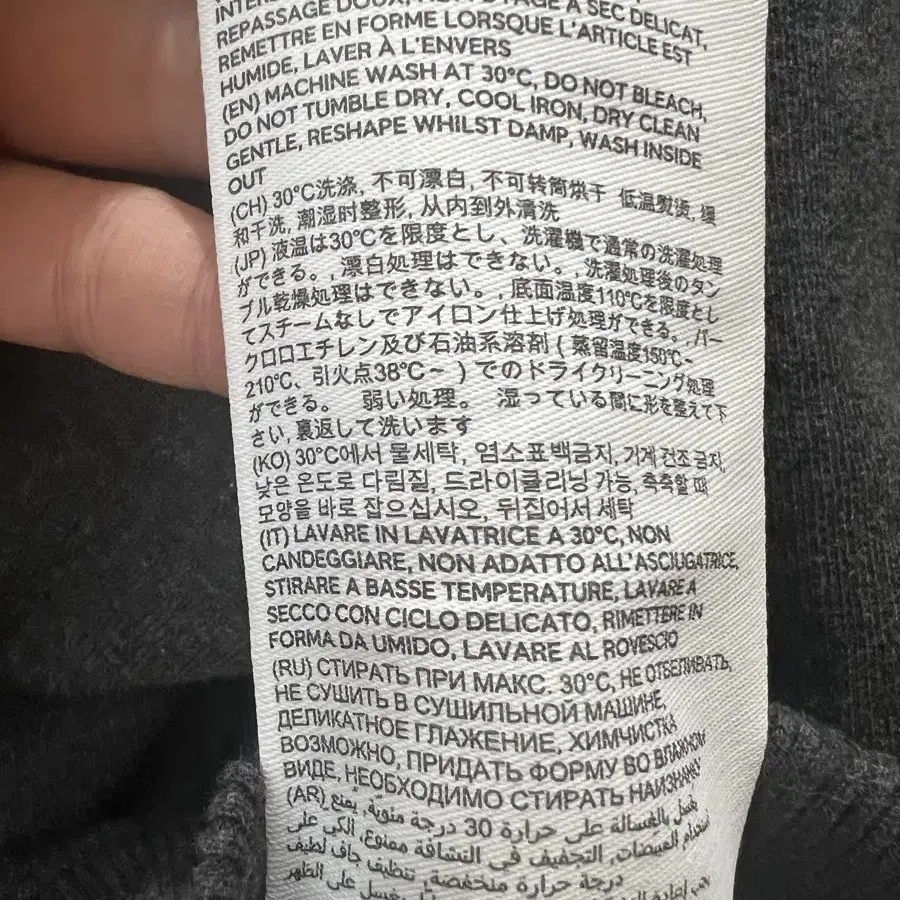 REPASSAGE DOUX, À SEC DELICAT,
REMETTRE EN FORME LORSQUE L'ARTICLE EST
HUMIDE, LAVER À L'ENVERS
(EN) MACHINE WASH AT 30°C, DO NOT BLEACH,
DO NOT TUMBLE DRY, COOL IRON, DRY CLEAN
GENTLE, RESHAPE WHILST DAMP, WASH INSIDE
OUT
(CH) 30°C洗涤, 不可漂白, 不可转筒烘干 低温熨烫, 缓
和干洗, 潮湿时整形, 从内到外清洗
(JP) 液温は30°Cを限度とし、洗濯機で通常の洗濯処理
ができる。, 漂白処理はできない。, 洗濯処理後のタン
ブル乾燥処理はできない。, 底面温度110℃を限度とし
てスチームなしでアイロン仕上げ処理ができる。, パー
クロロエチレン及び石油系溶剤 ( 蒸留温度150℃~
210℃、引火点38℃~ ) でのドライクリーニング処理
ができる。 弱い処理。 湿っている間に形を整えて下
さい, 裏返して洗います
(KO) 30°C에서 물세탁, 염소표백금지, 기계 건조 금지,
낮은 온도로 다림질, 드라이클리닝 가능, 축축할 때
모양을 바로 잡으십시오, 뒤집어서 세탁
(IT) LAVARE IN LAVATRICE A 30°C, NON
CANDEGGIARE, NON ADATTO ALL'ASCIUGATRICE,
STIRARE A BASSE TEMPERATURE, LAVARE A
SECCO CON CICLO DELICATO, RIMETTERE IN
FORMA DA UMIDO, LAVARE AL ROVESCIO
(RU) СТИРАТЬ ПРИ МАКС. 30°C, НЕ ОТБЕЛИВАТЬ,
НЕ СУШИТЬ В СУШИЛЬНОЙ МАШИНЕ,
ДЕЛИКАТНОЕ ГЛАЖЕНИЕ, ХИМЧИСТКА
ВОЗМОЖНО, ПРИДАТЬ ФОРМУ ВО ВЛАЖНОМ
ВИДЕ, НЕОБХОДИМО СТИРАТЬ НАИЗНАНКУ
(AR) يغسل بالغسالة على حرارة 30 درجة مئوية, يمنع
استخدام المبيضات, التجفيف في النشافة ممنوع, الكي على
درجة حرارة منخفضة, تنظيف جاف لطيف
على الظهر